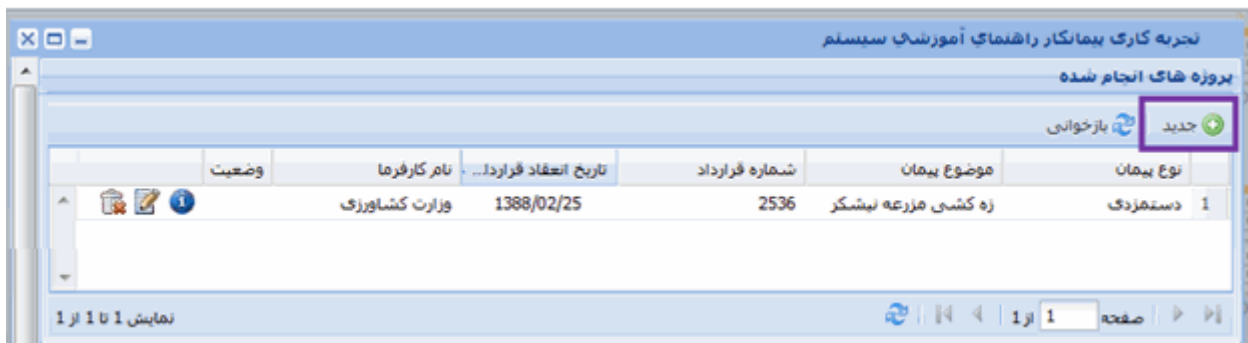 تجربه کاری پیمانکار راهنمای آموزشی سیستم
پروژه های انجام شده
جدید بازخوانی
نوع پیمان موضوع پیمان شماره قرارداد تاریخ انعقاد قراردا... نام کارفرما وضعیت
1 دستمزدی زه کشی مزرعه نیشکر 2536 1388/02/25 وزارت کشاورزی
صفحه 1 از 1 نمایش 1 تا 1 از 1